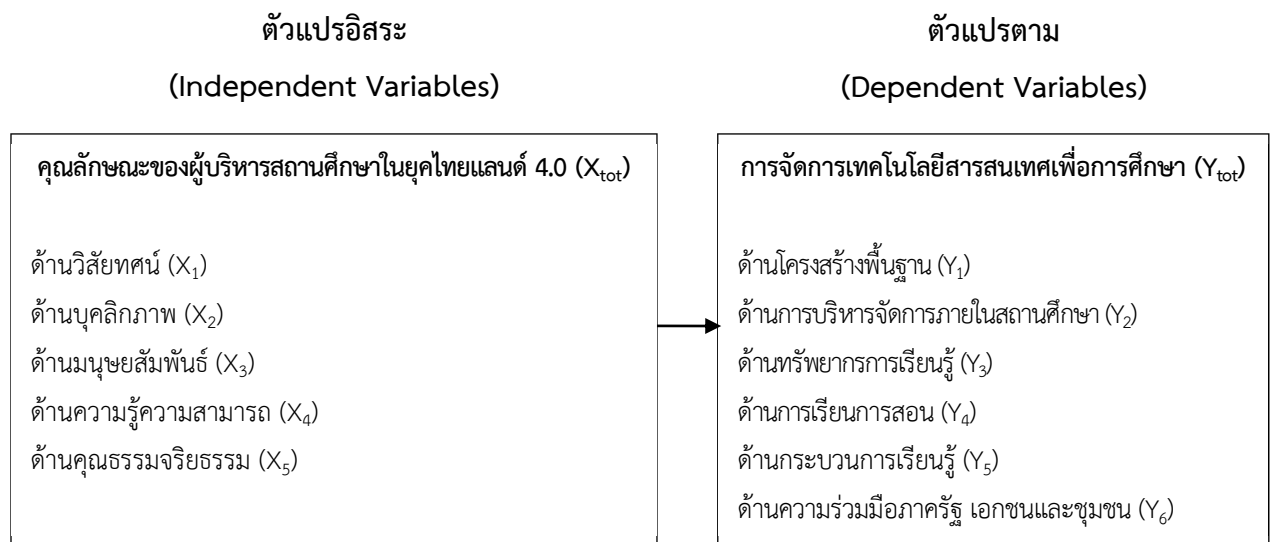 ตัวแปรอิสระ
(Independent Variables)
คุณลักษณะของผู้บริหารสถานศึกษาในยุคไทยแลนด์ 4.0 (Xtot)
ด้านวิสัยทศน์ (X1)
ด้านบุคลิกภาพ (X2)
ด้านมนุษยสัมพันธ์ (X3)
ด้านความรู้ความสามารถ (X4)
ด้านคุณธรรมจริยธรรม (X5)
ตัวแปรตาม
(Dependent Variables)
การจัดการเทคโนโลยีสารสนเทศเพื่อการศึกษา (Ytot)
ด้านโครงสร้างพื้นฐาน (Y1)
ด้านการบริหารจัดการภายในสถานศึกษา (Y2)
ด้านทรัพยากรการเรียนรู้ (Y3)
ด้านการเรียนการสอน (Y4)
ด้านกระบวนการเรียนรู้ (Y5)
ด้านความร่วมมือภาครัฐ เอกชนและชุมชน (Y6)